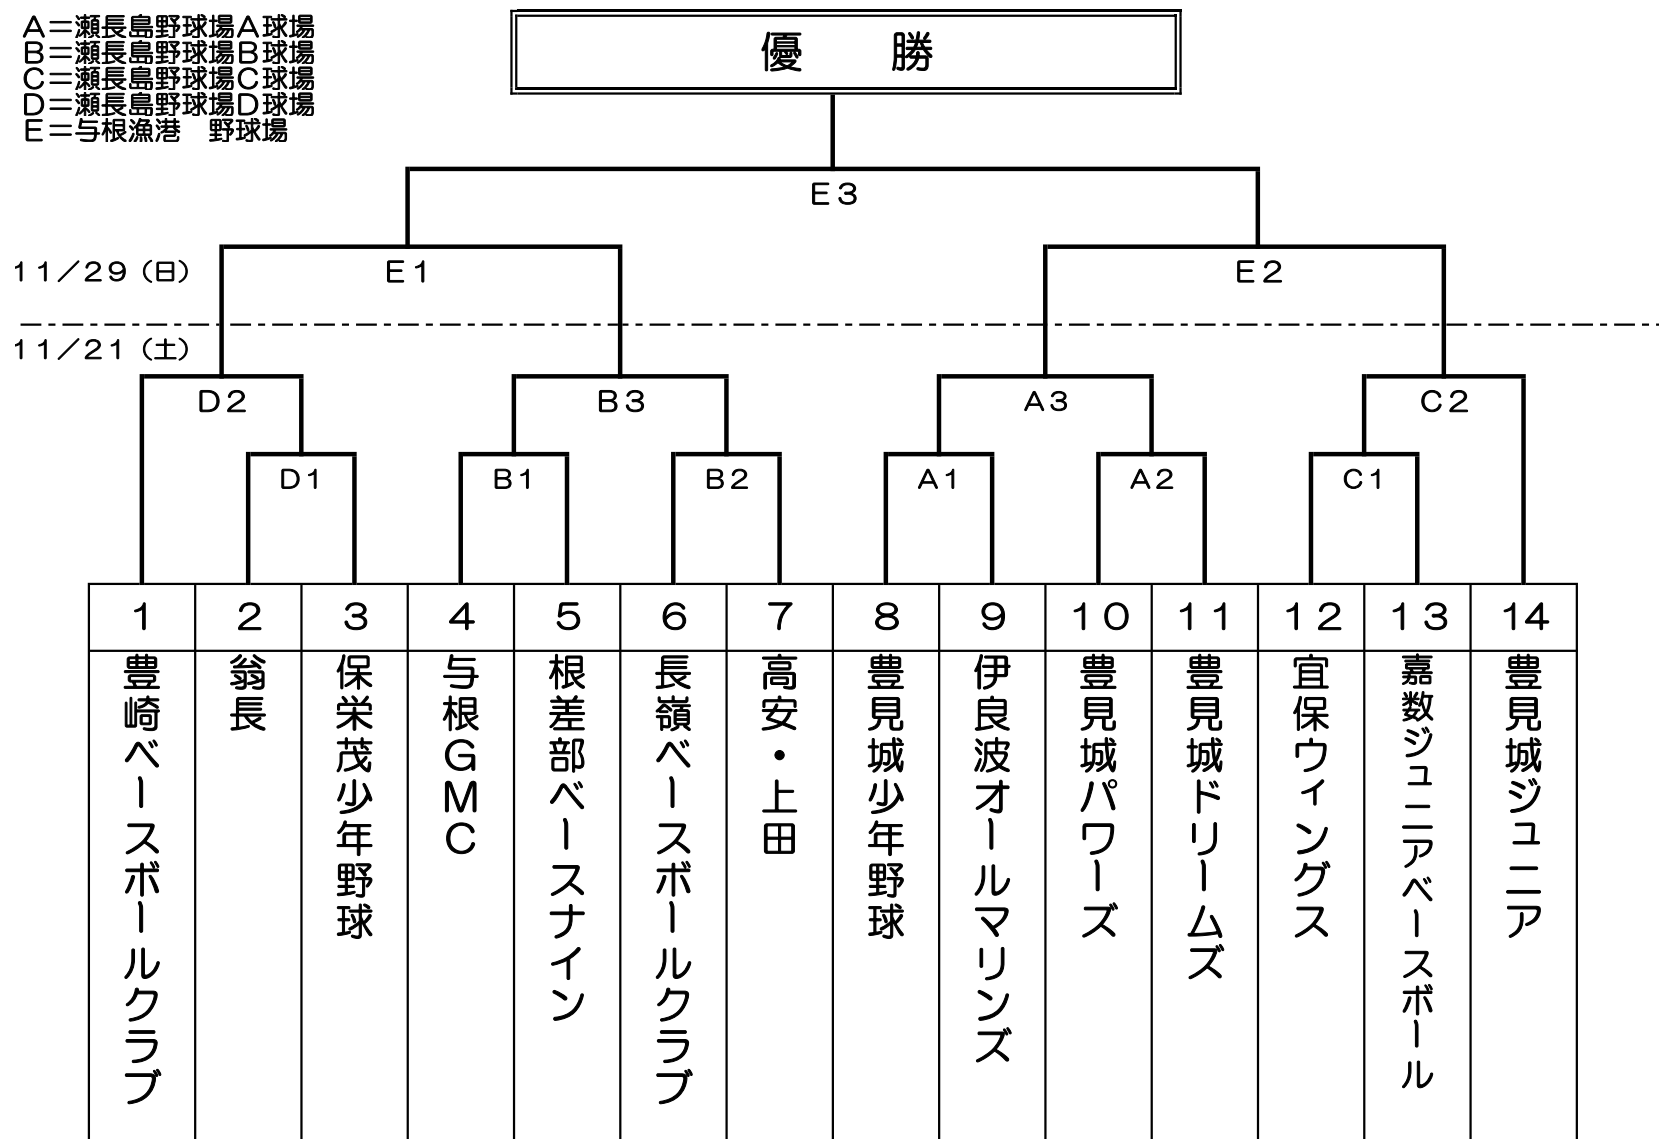 A＝瀬長島野球場A球場
B＝瀬長島野球場B球場
C＝瀬長島野球場C球場
D＝瀬長島野球場D球場
E＝与根漁港　野球場
優　勝
E3
11／29（日）
E1
E2
11／21（土）
D2
B3
A3
C2
D1
B1
B2
A1
A2
C1
1
2
3
4
5
6
7
8
9
10
11
12
13
14
豊崎ベースボールクラブ
翁長
保栄茂少年野球
与根GMC
根差部ベースナイン
長嶺ベースボールクラブ
高安・上田
豊見城少年野球
伊良波オールマリンズ
豊見城パワーズ
豊見城ドリームズ
宜保ウィングス
嘉数ジュニアベースボール
豊見城ジュニア